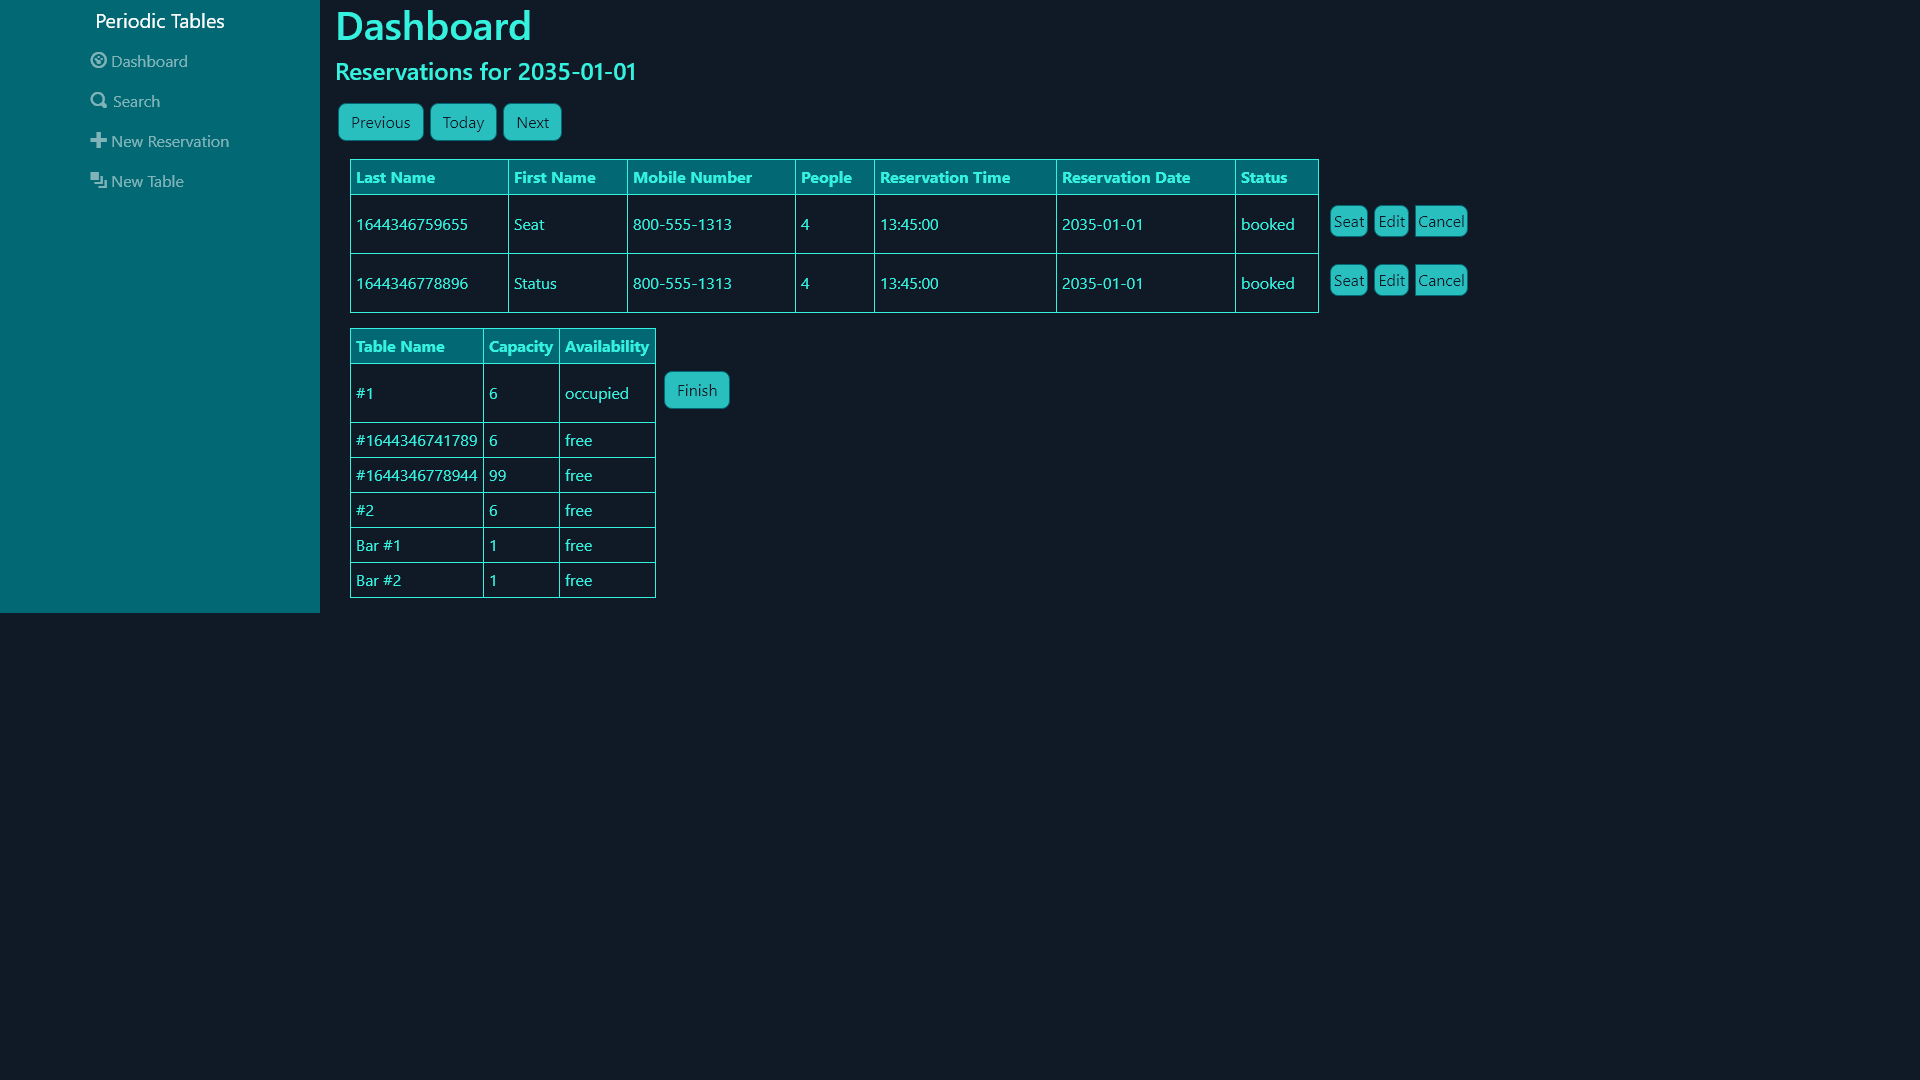 Periodic Tables
Dashboard
Search
New Reservation
New Table
Dashboard
Reservations for 2035-01-01
Previous Today Next
Last Name First Name Mobile Number People Reservation Time Reservation Date Status
1644346759655 Seat 800-555-1313 4 13:45:00 2035-01-01 booked Seat Edit Cancel
1644346778896 Status 800-555-1313 4 13:45:00 2035-01-01 booked Seat Edit Cancel
Table Name Capacity Availability
#1 6 occupied Finish
#1644346741789 6 free
#1644346778944 99 free
#2 6 free
Bar #1 1 free
Bar #2 1 free